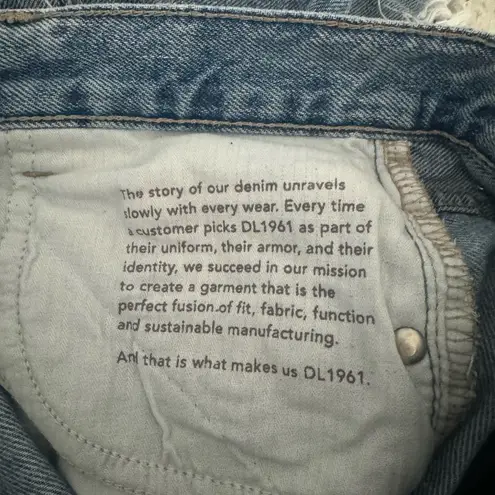 The story of our denim unravels
slowly with every wear. Every time
a customer picks DL1961 as part of
their uniform, their armor, and their
identity, we succeed in our mission
to create a garment that is the
perfect fusion of fit, fabric, function
and sustainable manufacturing.
And that is what makes us DL1961.